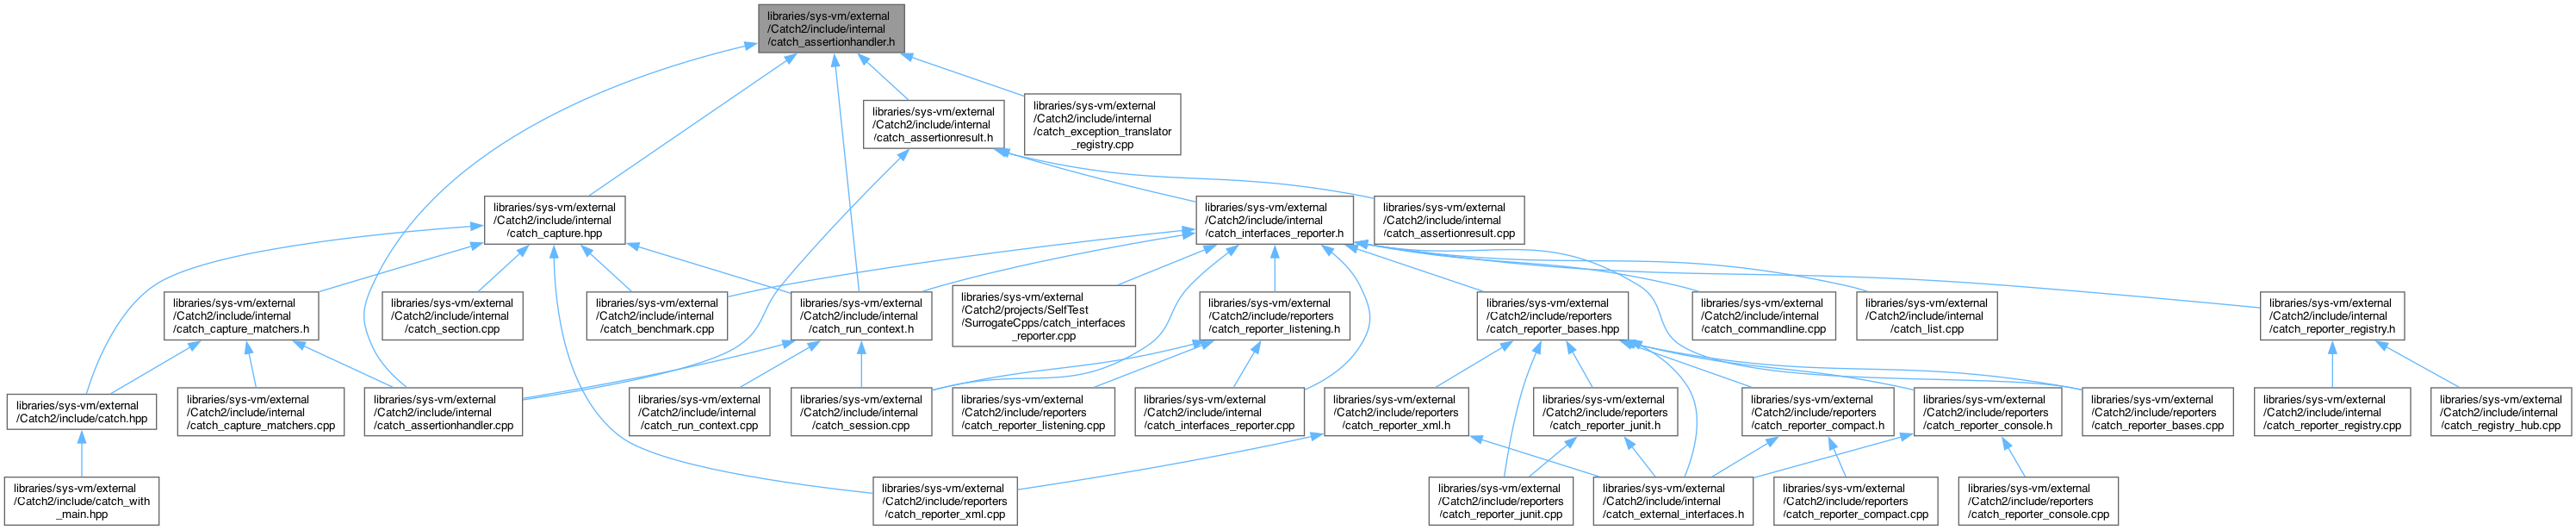 libraries/sys-vm/external
/Catch2/include/internal
/catch_assertionhandler.h
libraries/sys-vm/external
/Catch2/include/internal
/catch_assertionresult.h
libraries/sys-vm/external
/Catch2/include/internal
/catch_exception_translator
_registry.cpp
libraries/sys-vm/external
/Catch2/include/internal
/catch_capture.hpp
libraries/sys-vm/external
/Catch2/include/internal
/catch_interfaces_reporter.h
libraries/sys-vm/external
/Catch2/include/internal
/catch_assertionresult.cpp
libraries/sys-vm/external
/Catch2/include/internal
/catch_capture_matchers.h
libraries/sys-vm/external
/Catch2/include/internal
/catch_section.cpp
libraries/sys-vm/external
/Catch2/include/internal
/catch_benchmark.cpp
libraries/sys-vm/external
/Catch2/include/internal
/catch_run_context.h
libraries/sys-vm/external
/Catch2/projects/SelfTest
/SurrogateCpps/catch_interfaces
_reporter.cpp
libraries/sys-vm/external
/Catch2/include/reporters
/catch_reporter_listening.h
libraries/sys-vm/external
/Catch2/include/reporters
/catch_reporter_bases.hpp
libraries/sys-vm/external
/Catch2/include/internal
/catch_commandline.cpp
libraries/sys-vm/external
/Catch2/include/internal
/catch_list.cpp
libraries/sys-vm/external
/Catch2/include/internal
/catch_reporter_registry.h
libraries/sys-vm/external
/Catch2/include/catch.hpp
libraries/sys-vm/external
/Catch2/include/internal
/catch_capture_matchers.cpp
libraries/sys-vm/external
/Catch2/include/internal
/catch_assertionhandler.cpp
libraries/sys-vm/external
/Catch2/include/internal
/catch_run_context.cpp
libraries/sys-vm/external
/Catch2/include/internal
/catch_session.cpp
libraries/sys-vm/external
/Catch2/include/reporters
/catch_reporter_listening.cpp
libraries/sys-vm/external
/Catch2/include/internal
/catch_interfaces_reporter.cpp
libraries/sys-vm/external
/Catch2/include/reporters
/catch_reporter_xml.h
libraries/sys-vm/external
/Catch2/include/reporters
/catch_reporter_junit.h
libraries/sys-vm/external
/Catch2/include/reporters
/catch_reporter_compact.h
libraries/sys-vm/external
/Catch2/include/reporters
/catch_reporter_console.h
libraries/sys-vm/external
/Catch2/include/reporters
/catch_reporter_bases.cpp
libraries/sys-vm/external
/Catch2/include/internal
/catch_reporter_registry.cpp
libraries/sys-vm/external
/Catch2/include/internal
/catch_registry_hub.cpp
libraries/sys-vm/external
/Catch2/include/catch_with
_main.hpp
libraries/sys-vm/external
/Catch2/include/reporters
/catch_reporter_xml.cpp
libraries/sys-vm/external
/Catch2/include/reporters
/catch_reporter_junit.cpp
libraries/sys-vm/external
/Catch2/include/internal
/catch_external_interfaces.h
libraries/sys-vm/external
/Catch2/include/reporters
/catch_reporter_compact.cpp
libraries/sys-vm/external
/Catch2/include/reporters
/catch_reporter_console.cpp